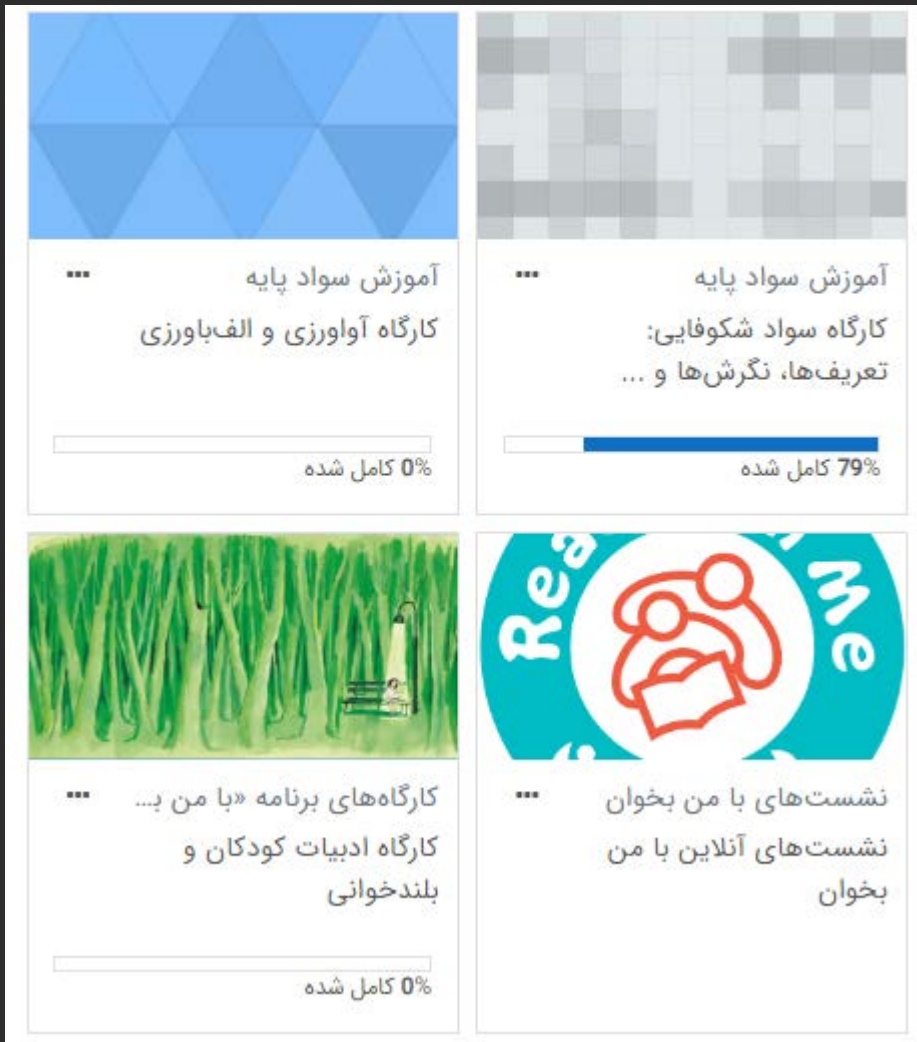 آموزش سواد پایه
کارگاه سواد شکوفایی:
تعریف‌ها، نگرش‌ها و ...
79% کامل شده
آموزش سواد پایه
کارگاه آواورزی و الف‌باورزی
0% کامل شده
Me
نشست‌های با من بخوان
نشست‌های آنلاین با من
بخوان
کارگاه‌های برنامه «با من بـ...
کارگاه ادبیات کودکان و
بلندخوانی
0% کامل شده